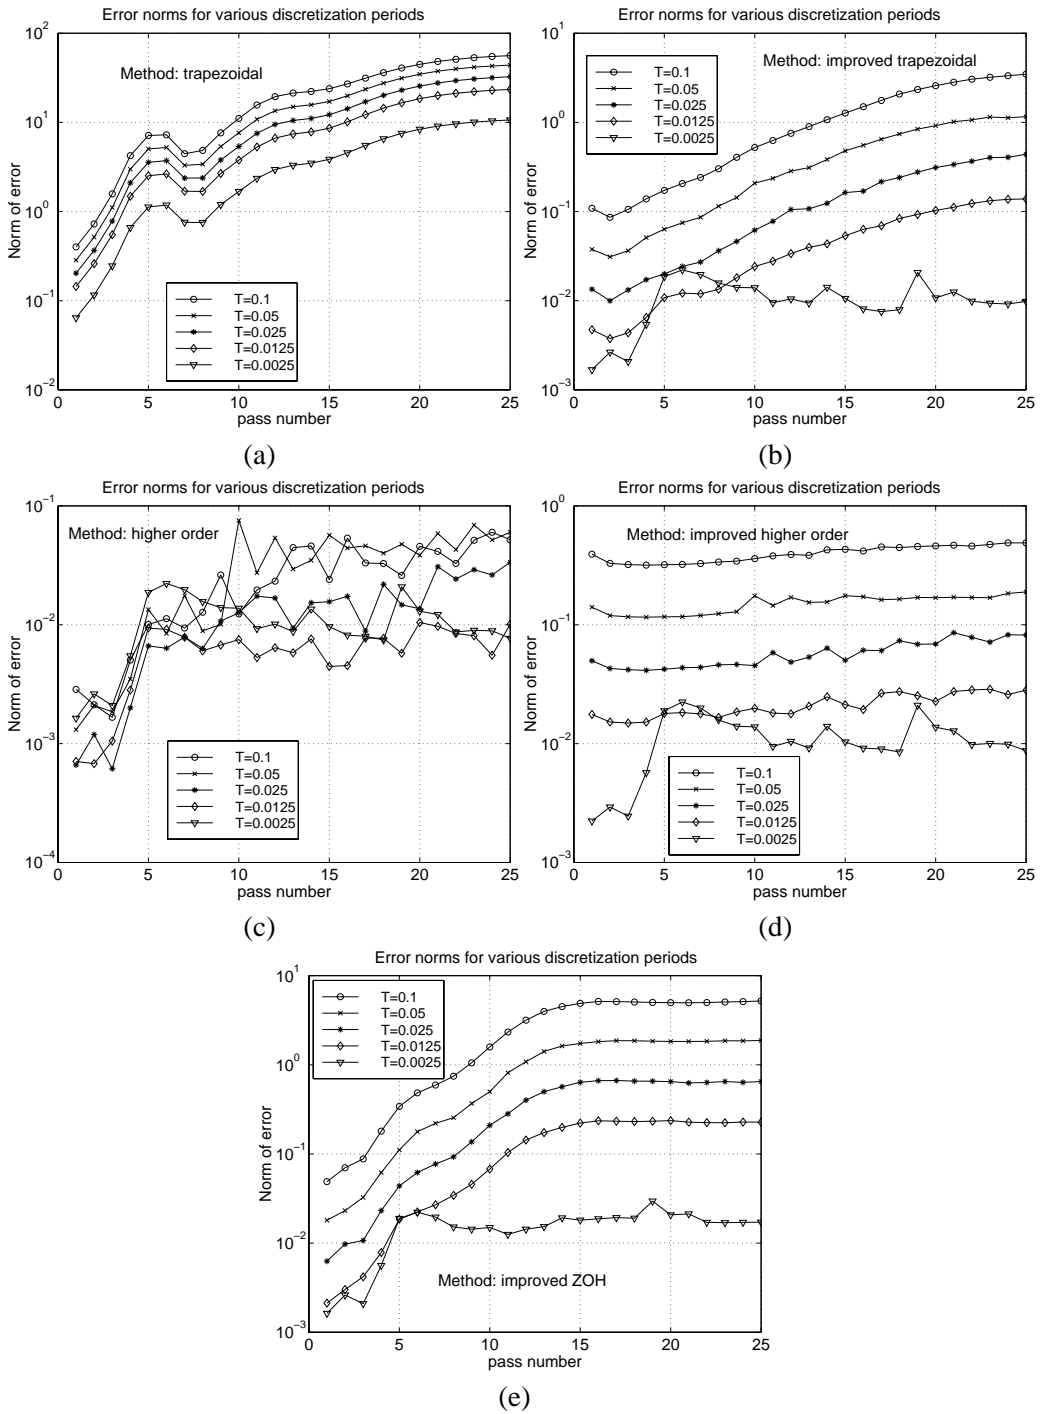 Error norms for various discretization periods
10^2
10^1
10^0
10^-1
10^-2
Norm of error
Method: trapezoidal
T=0.1
T=0.05
T=0.025
T=0.0125
T=0.0025
0 5 10 15 20 25
pass number
(a)
Error norms for various discretization periods
10^1
10^0
10^-1
10^-2
10^-3
Norm of error
Method: improved trapezoidal
T=0.1
T=0.05
T=0.025
T=0.0125
T=0.0025
0 5 10 15 20 25
pass number
(b)
Error norms for various discretization periods
10^-1
10^-2
10^-3
10^-4
Norm of error
Method: higher order
T=0.1
T=0.05
T=0.025
T=0.0125
T=0.0025
0 5 10 15 20 25
pass number
(c)
Error norms for various discretization periods
10^0
10^-1
10^-2
10^-3
Norm of error
Method: improved higher order
T=0.1
T=0.05
T=0.025
T=0.0125
T=0.0025
0 5 10 15 20 25
pass number
(d)
Error norms for various discretization periods
10^1
10^0
10^-1
10^-2
10^-3
Norm of error
T=0.1
T=0.05
T=0.025
T=0.0125
T=0.0025
Method: improved ZOH
0 5 10 15 20 25
pass number
(e)